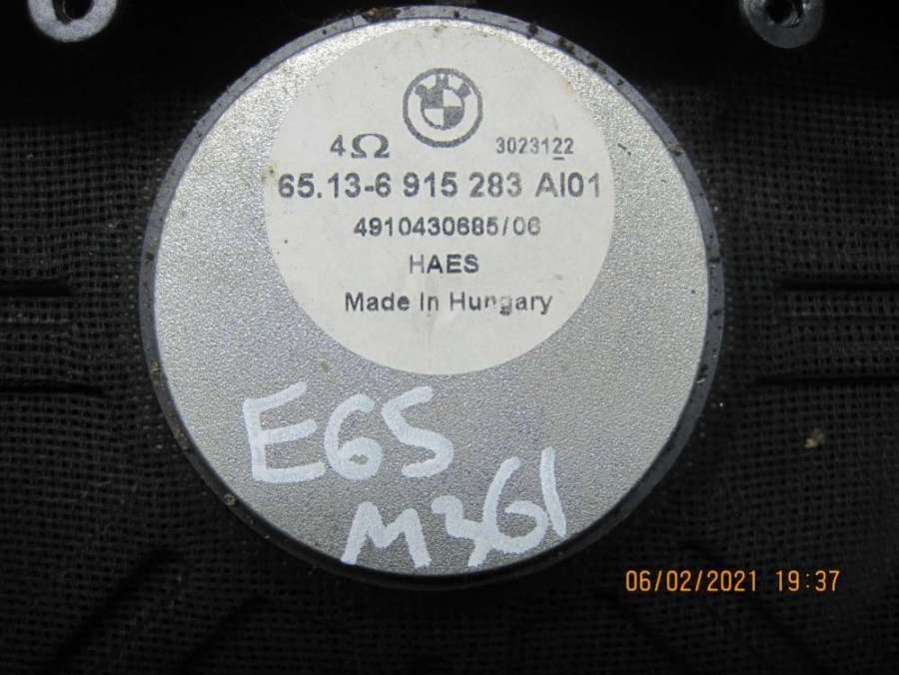 4Ω 3023122
65.13-6 915 283 AI01
4910430685/06
HAES
Made In Hungary
E65
M361
06/02/2021 19:37